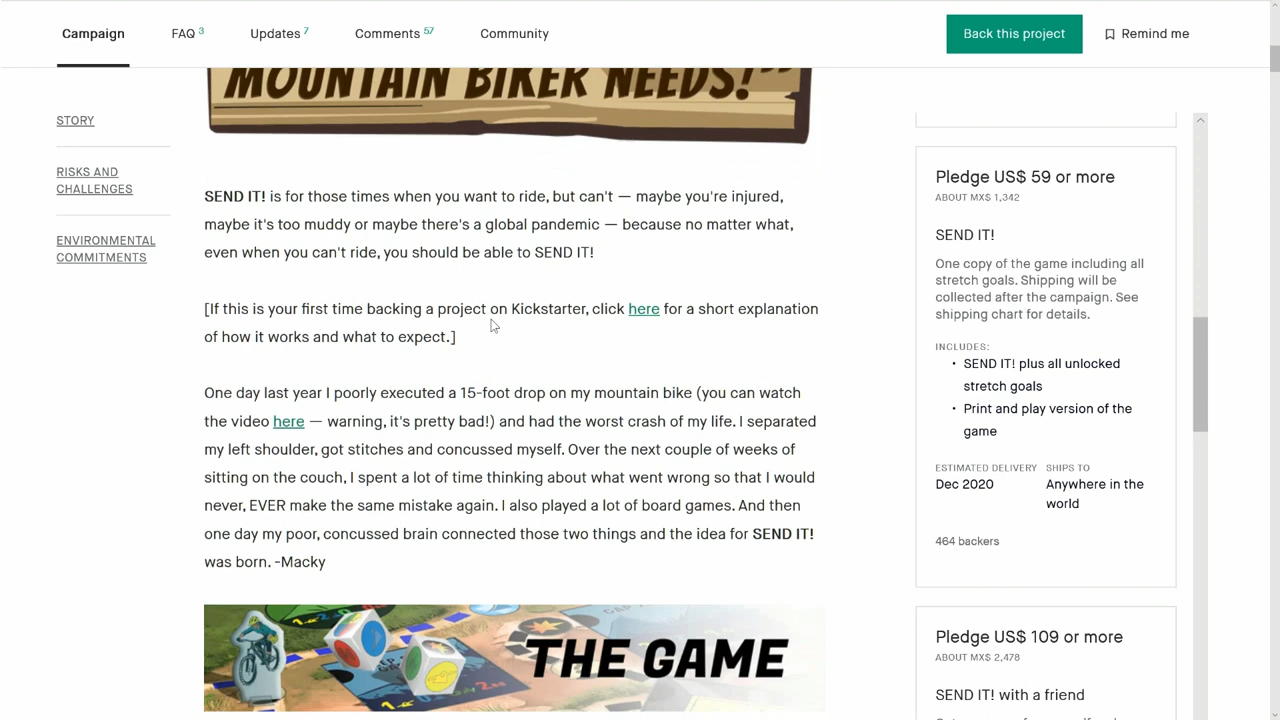 Campaign
FAQ 3
Updates 7
Comments 57
Community
Back this project
Remind me
MOUNTAIN BIKER NEEDS!"
STORY
RISKS AND
CHALLENGES
ENVIRONMENTAL
COMMITMENTS
SEND IT! is for those times when you want to ride, but can't — maybe you're injured,
maybe it's too muddy or maybe there's a global pandemic — because no matter what,
even when you can't ride, you should be able to SEND IT!
[If this is your first time backing a project on Kickstarter, click here for a short explanation
of how it works and what to expect.]
One day last year I poorly executed a 15-foot drop on my mountain bike (you can watch
the video here — warning, it's pretty bad!) and had the worst crash of my life. I separated
my left shoulder, got stitches and concussed myself. Over the next couple of weeks of
sitting on the couch, I spent a lot of time thinking about what went wrong so that I would
never, EVER make the same mistake again. I also played a lot of board games. And then
one day my poor, concussed brain connected those two things and the idea for SEND IT!
was born. -Macky
THE GAME
Pledge US$ 59 or more
ABOUT MX$ 1,342
SEND IT!
One copy of the game including all
stretch goals. Shipping will be
collected after the campaign. See
shipping chart for details.
INCLUDES:
• SEND IT! plus all unlocked
stretch goals
• Print and play version of the
game
ESTIMATED DELIVERY
Dec 2020
SHIPS TO
Anywhere in the
world
464 backers
Pledge US$ 109 or more
ABOUT MX$ 2,478
SEND IT! with a friend